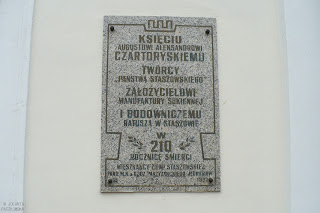 KSIĘCIU
AUGUSTOWI ALEKSANDROWI
CZARTORYSKIEMU
TWÓRCY
"PAŃSTWA STASZOWSKIEGO"
ZAŁOŻYCIELOWI
MANUFAKTURY SUKIENNEJ
I BUDOWNICZEMU
RATUSZA W STASZOWIE
W
210
ROCZNICĘ ŚMIERCI
MIESZKAŃCY ZIEMI STASZOWSKIEJ